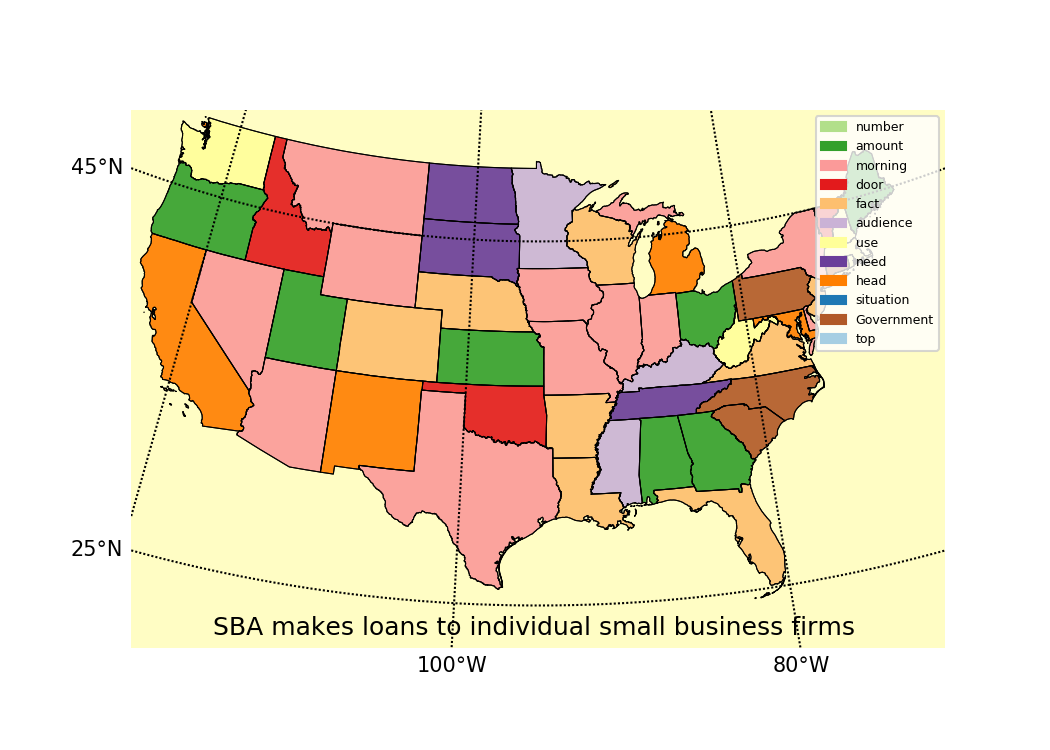 number
amount
morning
door
fact
audience
use
need
head
situation
Government
top
45°N
25°N
SBA makes loans to individual small business firms
100°W 80°W